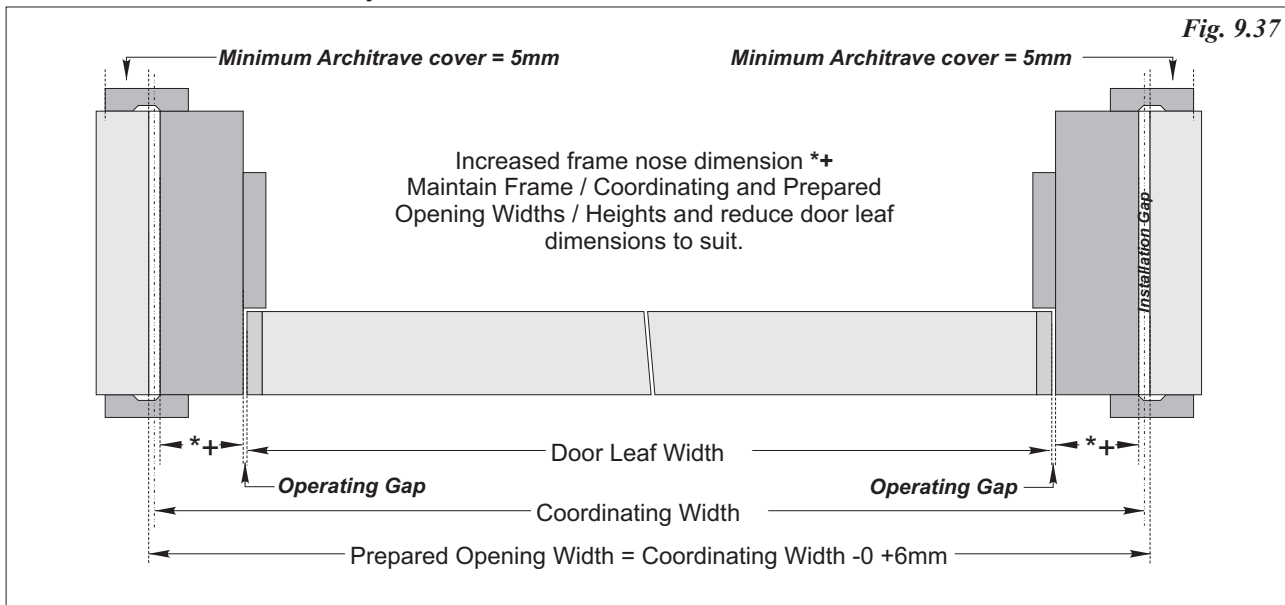 Fig. 9.37
Minimum Architrave cover = 5mm
Minimum Architrave cover = 5mm
Increased frame nose dimension *+
Maintain Frame / Coordinating and Prepared
Opening Widths / Heights and reduce door leaf
dimensions to suit.
Installation Gap
*+
Door Leaf Width
*+
Operating Gap
Operating Gap
Coordinating Width
Prepared Opening Width = Coordinating Width -0 +6mm